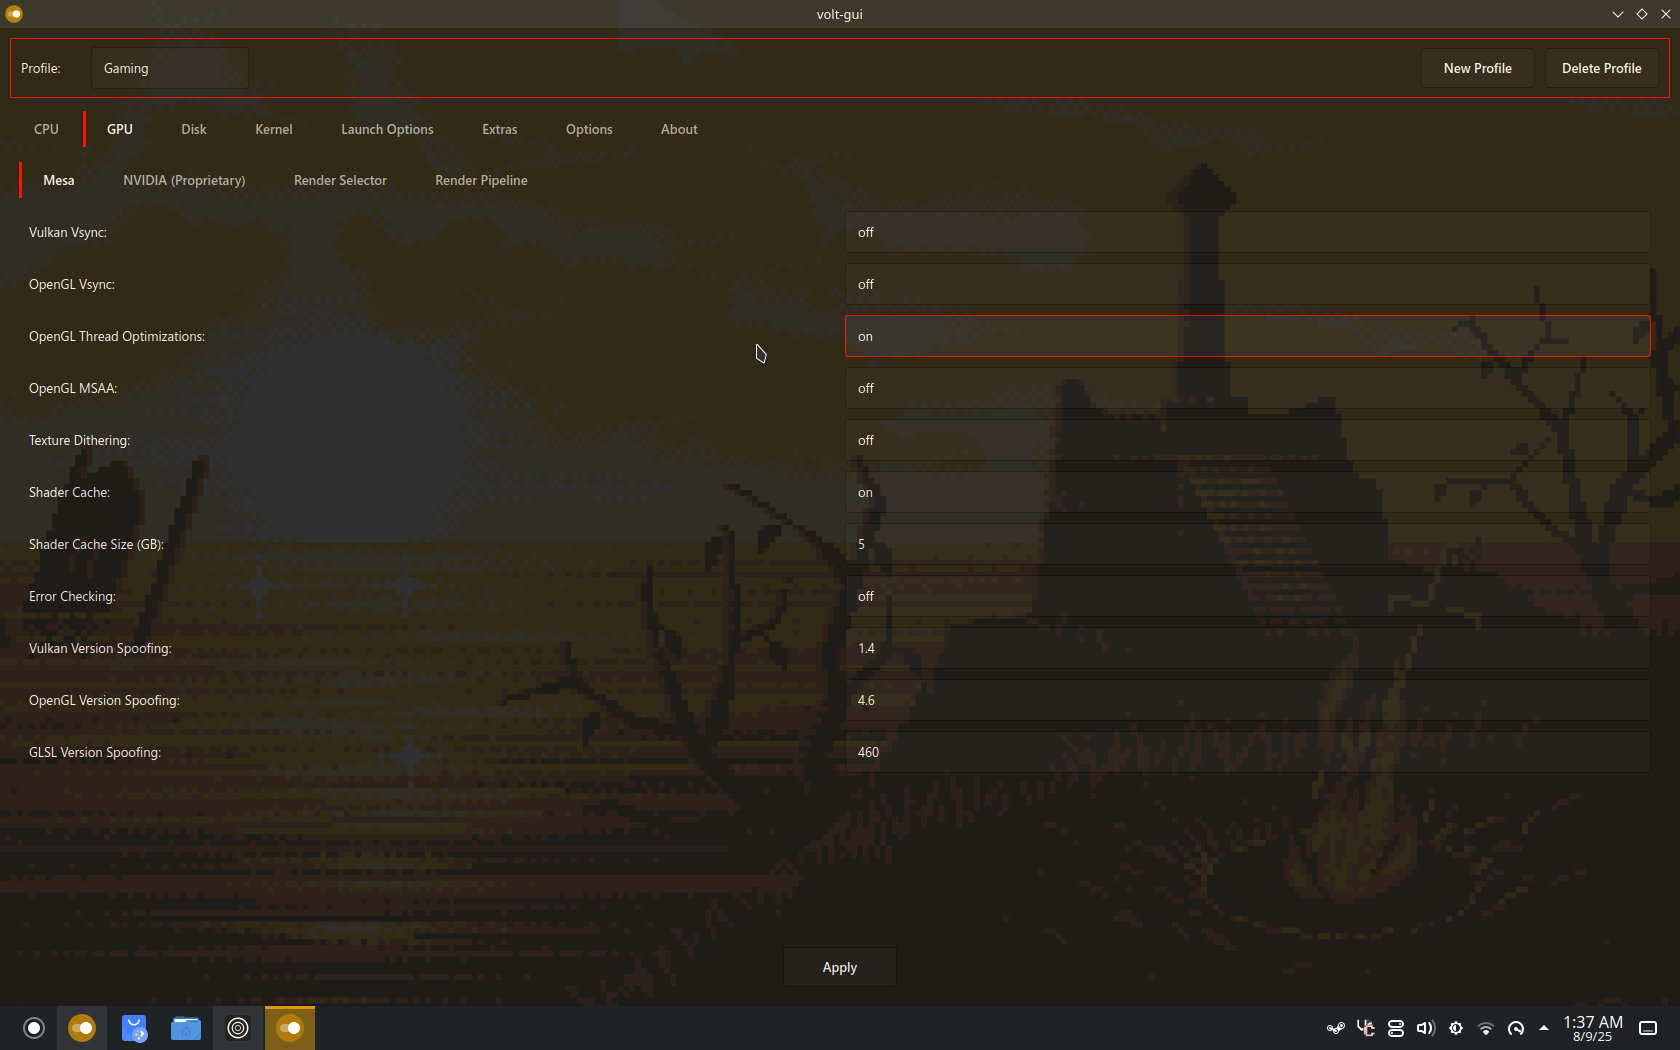 volt-gui
Profile: Gaming New Profile Delete Profile
CPU GPU Disk Kernel Launch Options Extras Options About
Mesa NVIDIA (Proprietary) Render Selector Render Pipeline
Vulkan Vsync: off
OpenGL Vsync: off
OpenGL Thread Optimizations: on
OpenGL MSAA: off
Texture Dithering: off
Shader Cache: on
Shader Cache Size (GB): 5
Error Checking: off
Vulkan Version Spoofing: 1.4
OpenGL Version Spoofing: 4.6
GLSL Version Spoofing: 460
Apply
1:37 AM
8/9/25